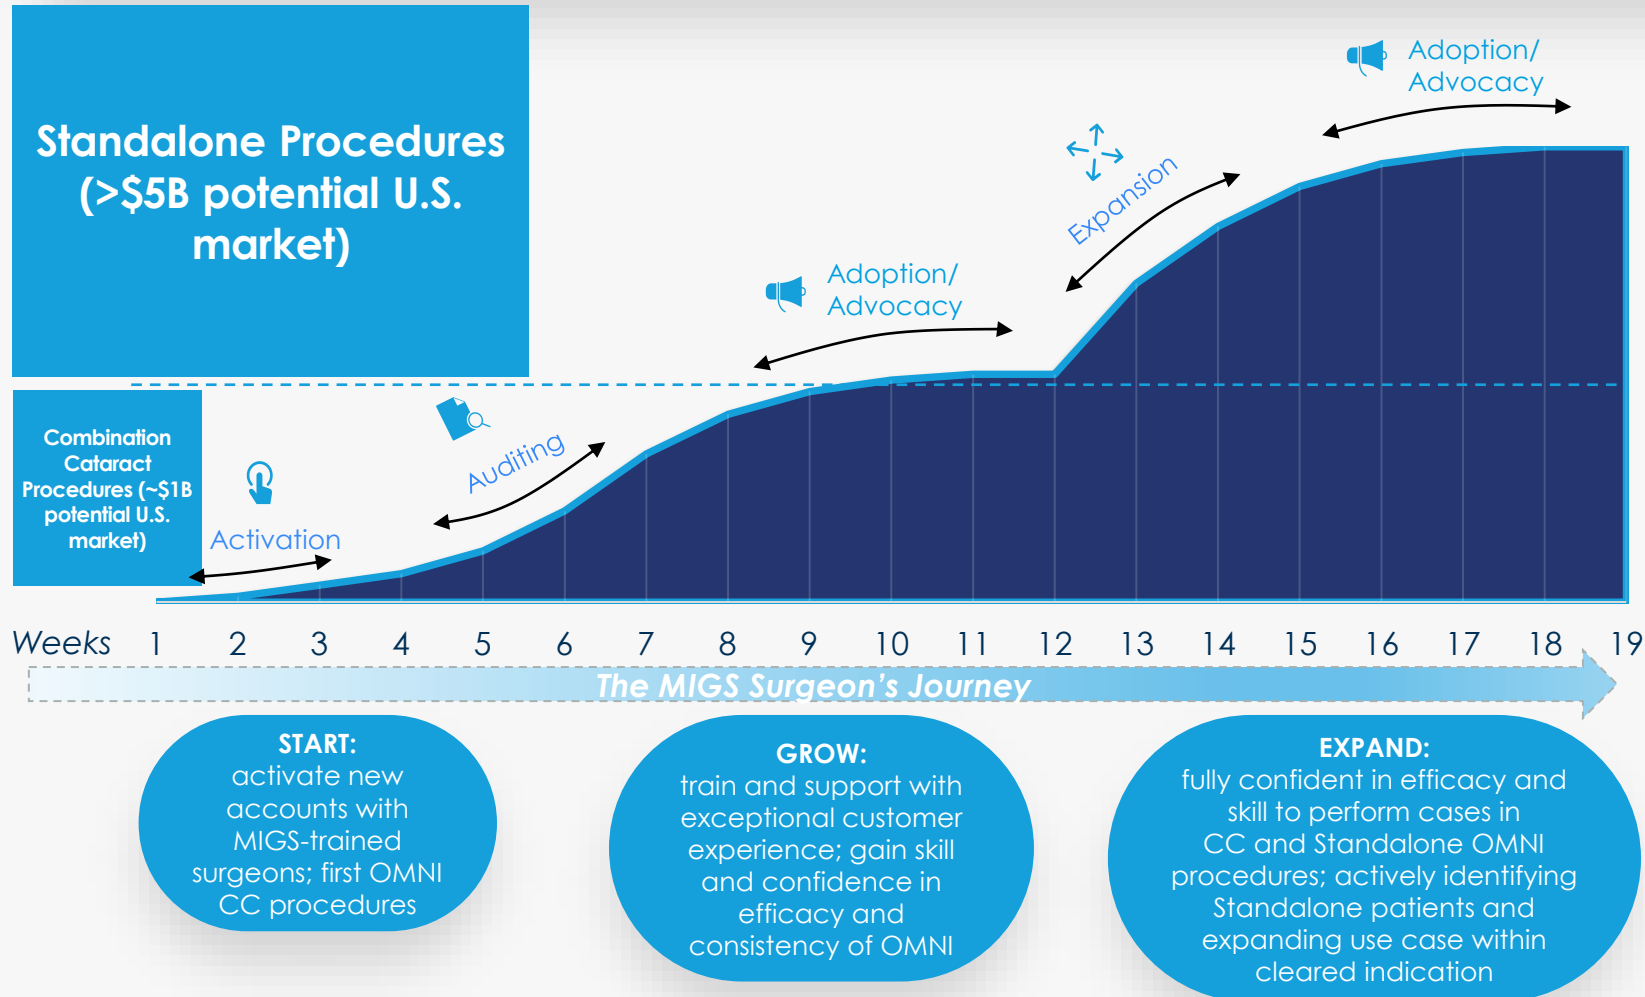 Standalone Procedures
(>$5B potential U.S.
market)
Adoption/
Advocacy
Expansion
Adoption/
Advocacy
Combination
Cataract
Procedures (~$1B
potential U.S.
market)
Auditing
Activation
Weeks 1 2 3 4 5 6 7 8 9 10 11 12 13 14 15 16 17 18 19
The MIGS Surgeon's Journey
START:
activate new
accounts with
MIGS-trained
surgeons; first OMNI
CC procedures
GROW:
train and support with
exceptional customer
experience; gain skill
and confidence in
efficacy and
consistency of OMNI
EXPAND:
fully confident in efficacy and
skill to perform cases in
CC and Standalone OMNI
procedures; actively identifying
Standalone patients and
expanding use case within
cleared indication